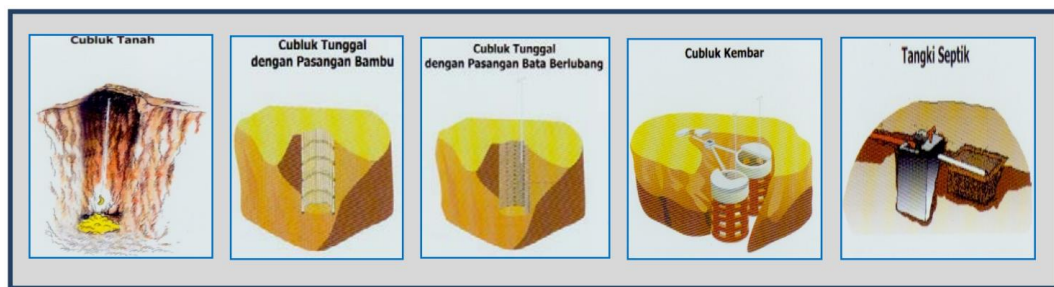 Cubluk Tanah
Cubluk Tunggal
dengan Pasangan Bambu
Cubluk Tunggal
dengan Pasangan Bata Berlubang
Cubluk Kembar
Tangki Septik